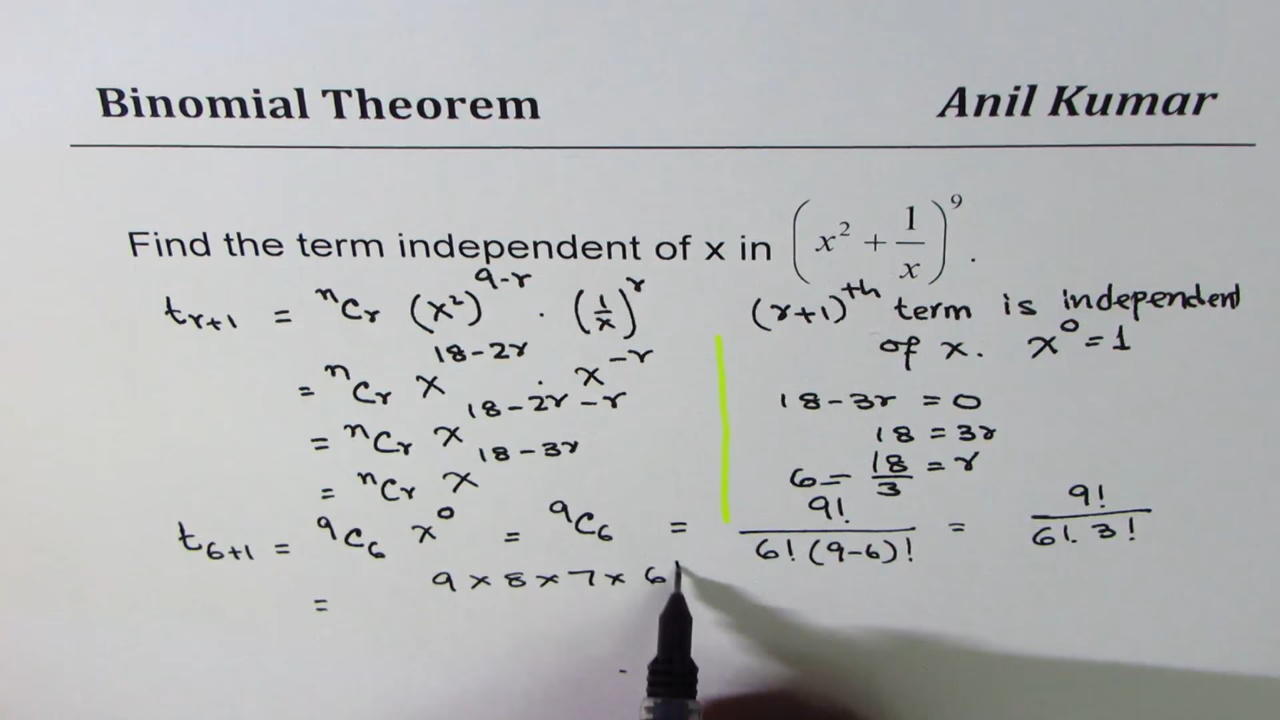 Binomial Theorem Anil Kumar
Find the term independent of x in (x² + 1/x)⁹.
t_{r+1} = ⁿC_r (x²)^{9-r} · (1/x)^r
= ⁿC_r x^{18-2r} · x^{-r}
= ⁿC_r x^{18-2r-r}
= ⁿC_r x^{18-3r}
(r+1)^{th} term is independent
of x. x⁰ = 1
18-3r = 0
18 = 3r
6 = 18/3 = r
t_{6+1} = ⁹C₆ x⁰ = ⁹C₆ = 9!/(6!(9-6)!) = 9!/(6!.3!)
= 9 × 8 × 7 × 6!